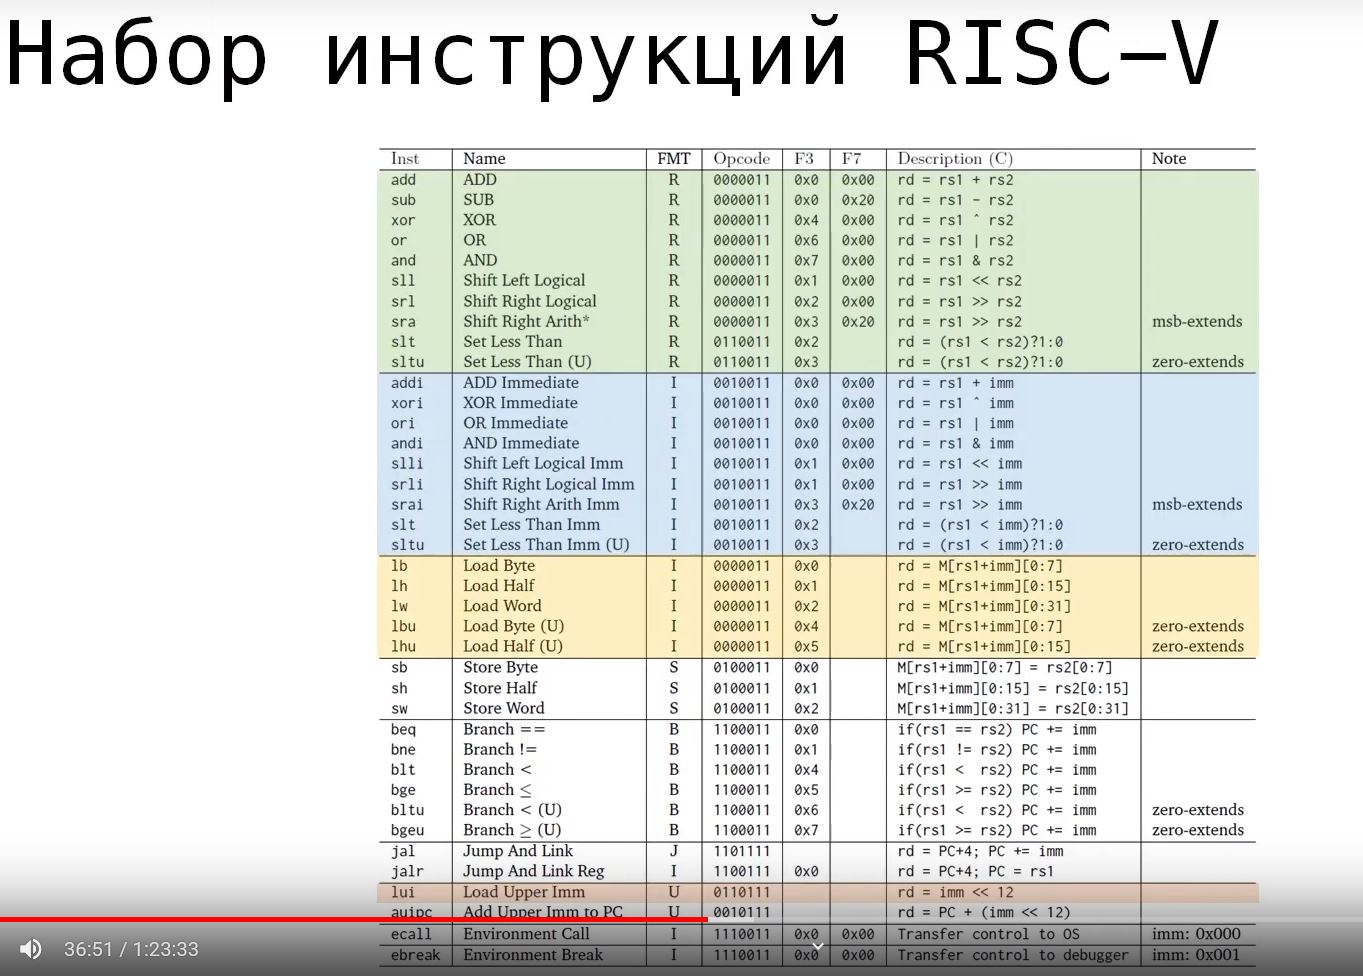 Набор инструкций RISC-V
Inst Name FMT Opcode F3 F7 Description (C) Note
add ADD R 0000011 0x0 0x00 rd = rs1 + rs2
sub SUB R 0000011 0x0 0x20 rd = rs1 - rs2
xor XOR R 0000011 0x4 0x00 rd = rs1 ^ rs2
or OR R 0000011 0x6 0x00 rd = rs1 | rs2
and AND R 0000011 0x7 0x00 rd = rs1 & rs2
sll Shift Left Logical R 0000011 0x1 0x00 rd = rs1 << rs2
srl Shift Right Logical R 0000011 0x2 0x00 rd = rs1 >> rs2
sra Shift Right Arith* R 0000011 0x3 0x20 rd = rs1 >> rs2 msb-extends
slt Set Less Than R 0110011 0x2 rd = (rs1 < rs2)?1:0
sltu Set Less Than (U) R 0110011 0x3 rd = (rs1 < rs2)?1:0 zero-extends
addi ADD Immediate I 0010011 0x0 0x00 rd = rs1 + imm
xori XOR Immediate I 0010011 0x0 0x00 rd = rs1 ^ imm
ori OR Immediate I 0010011 0x0 0x00 rd = rs1 | imm
andi AND Immediate I 0010011 0x0 0x00 rd = rs1 & imm
slli Shift Left Logical Imm I 0010011 0x1 0x00 rd = rs1 << imm
srli Shift Right Logical Imm I 0010011 0x1 0x00 rd = rs1 >> imm
srai Shift Right Arith Imm I 0010011 0x3 0x20 rd = rs1 >> imm msb-extends
slt Set Less Than Imm I 0010011 0x2 rd = (rs1 < imm)?1:0
sltu Set Less Than Imm (U) I 0010011 0x3 rd = (rs1 < imm)?1:0 zero-extends
lb Load Byte I 0000011 0x0 rd = M[rs1+imm][0:7]
lh Load Half I 0000011 0x1 rd = M[rs1+imm][0:15]
lw Load Word I 0000011 0x2 rd = M[rs1+imm][0:31]
lbu Load Byte (U) I 0000011 0x4 rd = M[rs1+imm][0:7] zero-extends
lhu Load Half (U) I 0000011 0x5 rd = M[rs1+imm][0:15] zero-extends
sb Store Byte S 0100011 0x0 M[rs1+imm][0:7] = rs2[0:7]
sh Store Half S 0100011 0x1 M[rs1+imm][0:15] = rs2[0:15]
sw Store Word S 0100011 0x2 M[rs1+imm][0:31] = rs2[0:31]
beq Branch == B 1100011 0x0 if(rs1 == rs2) PC += imm
bne Branch != B 1100011 0x1 if(rs1 != rs2) PC += imm
blt Branch < B 1100011 0x4 if(rs1 < rs2) PC += imm
bge Branch ≤ B 1100011 0x5 if(rs1 >= rs2) PC += imm
bltu Branch < (U) B 1100011 0x6 if(rs1 < rs2) PC += imm zero-extends
bgeu Branch ≥ (U) B 1100011 0x7 if(rs1 >= rs2) PC += imm zero-extends
jal Jump And Link J 1101111 rd = PC+4; PC += imm
jalr Jump And Link Reg I 1100111 0x0 rd = PC+4; PC = rs1
lui Load Upper Imm U 0110111 rd = imm << 12
auipc Add Upper Imm to PC U 0010111 rd = PC + (imm << 12)
ecall Environment Call I 1110011 0x0 0x00 Transfer control to OS imm: 0x000
ebreak Environment Break I 1110011 0x0 0x00 Transfer control to debugger imm: 0x001
36:51 / 1:23:33